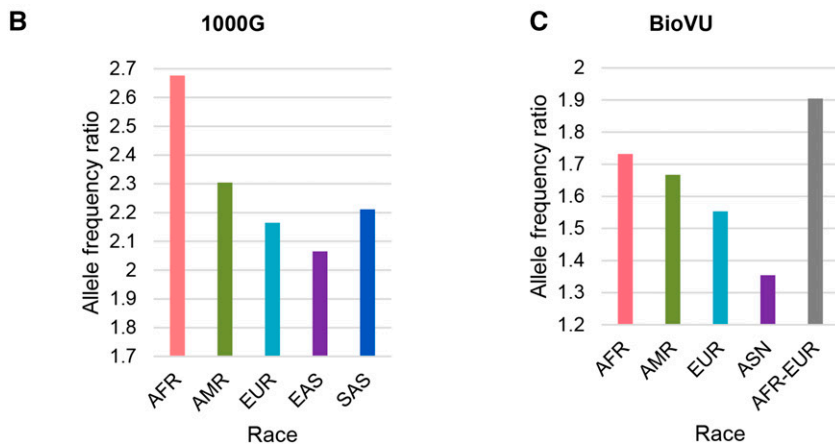 B
1000G
Allele frequency ratio
2.7
2.6
2.5
2.4
2.3
2.2
2.1
2
1.9
1.8
1.7
AFR
AMR
EUR
EAS
SAS
Race
C
BioVU
Allele frequency ratio
2
1.9
1.8
1.7
1.6
1.5
1.4
1.3
1.2
AFR
AMR
EUR
ASN
AFR-EUR
Race